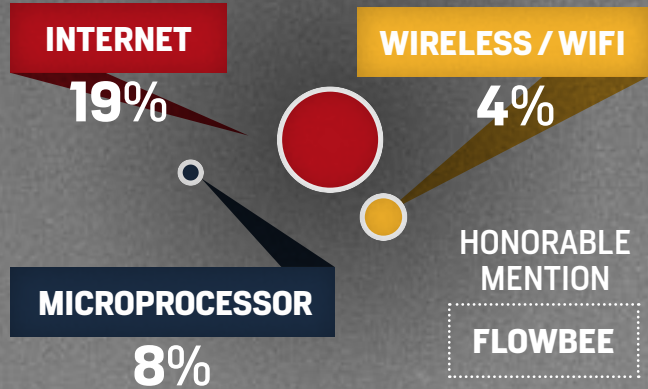 INTERNET
19%
WIRELESS / WIFI
4%
MICROPROCESSOR
8%
HONORABLE
MENTION
FLOWBEE